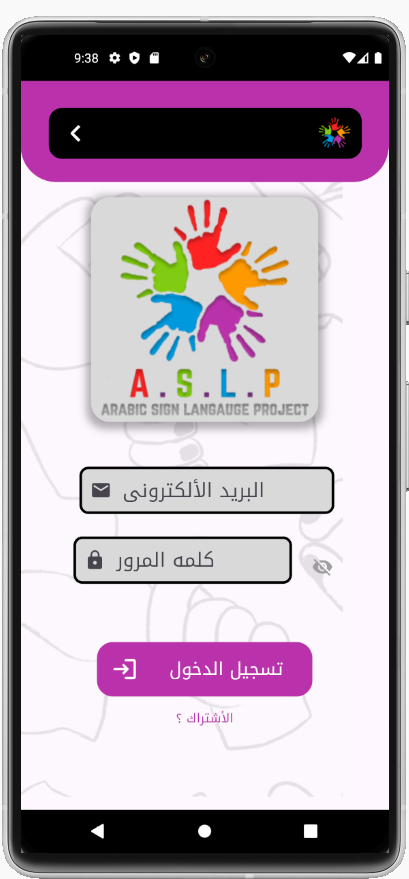 9:38
A.S.L.P
ARABIC SIGN LANGAUGE PROJECT
البريد الألكترونى
كلمه المرور
تسجيل الدخول
الأشتراك ؟